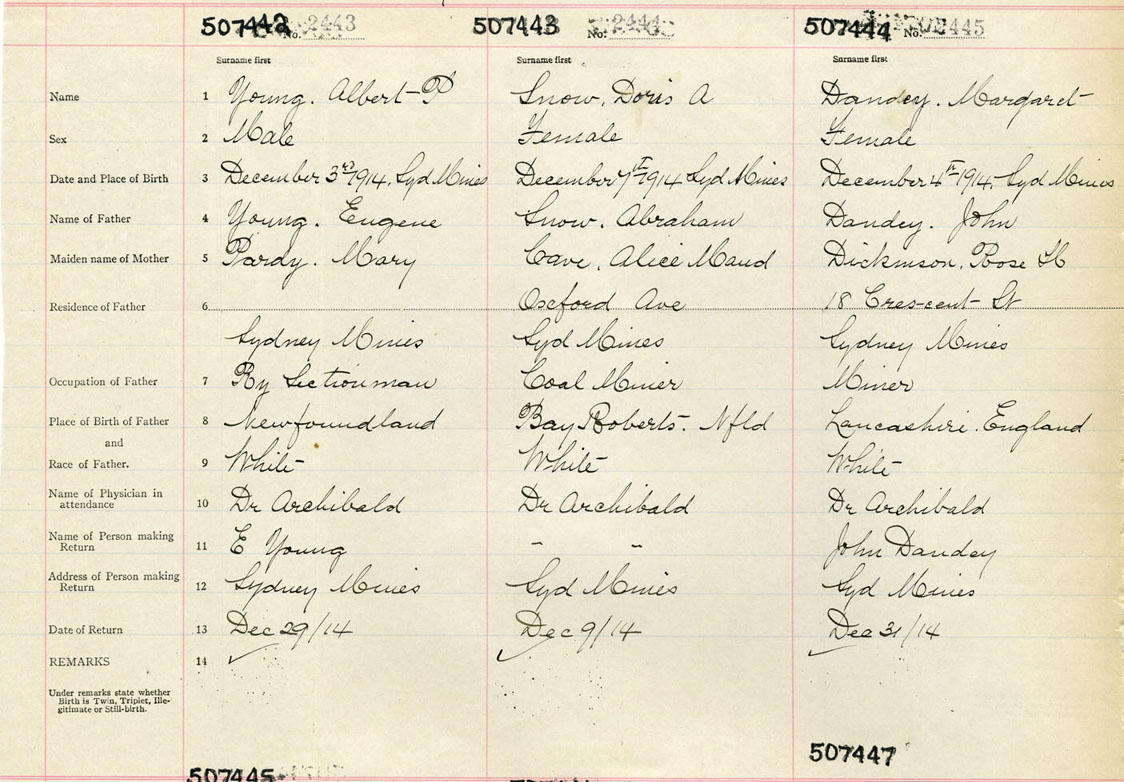 507442 No. 2443 507443 No. 2444 507444 No. 2445
Surname first Surname first Surname first
Name 1 Young. Albert P Snow, Doris A Dandey. Margaret
Sex 2 Male Female Female
Date and Place of Birth 3 December 3rd 1914, Syd Mines December 7th 1914 Syd Mines December 4th 1914, Syd Mines
Name of Father 4 Young. Eugene Snow. Abraham Dandey. John
Maiden name of Mother 5 Pardy. Mary Cave, Alice Maud Dickinson, Rose H
Residence of Father 6 Oxford Ave 18 Crescent St
Sydney Mines Syd Mines Sydney Mines
Occupation of Father 7 Ry Sectionman Coal Miner Miner
Place of Birth of Father 8 Newfoundland Bay Roberts. Nfld Lancashire. England
and
Race of Father. 9 White White White
Name of Physician in
attendance 10 Dr Archibald Dr Archibald Dr Archibald
Name of Person making
Return 11 E Young " " John Dandey
Address of Person making
Return 12 Sydney Mines Syd Mines Syd Mines
Date of Return 13 Dec 29/14 Dec 9/14 Dec 31/14
REMARKS 14
Under remarks state whether
Birth is Twin, Triplet, Ille-
gitimate or Still-birth.
507447
507445